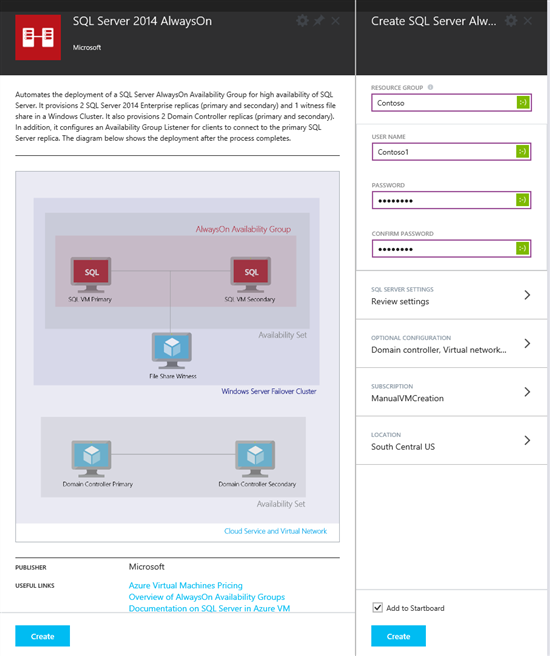 SQL Server 2014 AlwaysOn
Microsoft
Automates the deployment of a SQL Server AlwaysOn Availability Group for high availability of SQL
Server. It provisions 2 SQL Server 2014 Enterprise replicas (primary and secondary) and 1 witness file
share in a Windows Cluster. It also provisions 2 Domain Controller replicas (primary and secondary).
In addition, it configures an Availability Group Listener for clients to connect to the primary SQL
Server replica. The diagram below shows the deployment after the process completes.
AlwaysOn Availability Group
SQL
SQL
SQL VM Primary
SQL VM Secondary
Availability Set
File Share Witness
Windows Server Failover Cluster
Domain Controller Primary
Domain Controller Secondary
Availability Set
Cloud Service and Virtual Network
PUBLISHER
Microsoft
USEFUL LINKS
Azure Virtual Machines Pricing
Overview of AlwaysOn Availability Groups
Documentation on SQL Server in Azure VM
Create
Create SQL Server Alw...
RESOURCE GROUP
Contoso
:-)
USER NAME
Contoso1
:-)
PASSWORD
••••••••
:-)
CONFIRM PASSWORD
••••••••
:-)
SQL SERVER SETTINGS
Review settings
OPTIONAL CONFIGURATION
Domain controller, Virtual network...
SUBSCRIPTION
ManualVMCreation
LOCATION
South Central US
Add to Startboard
Create